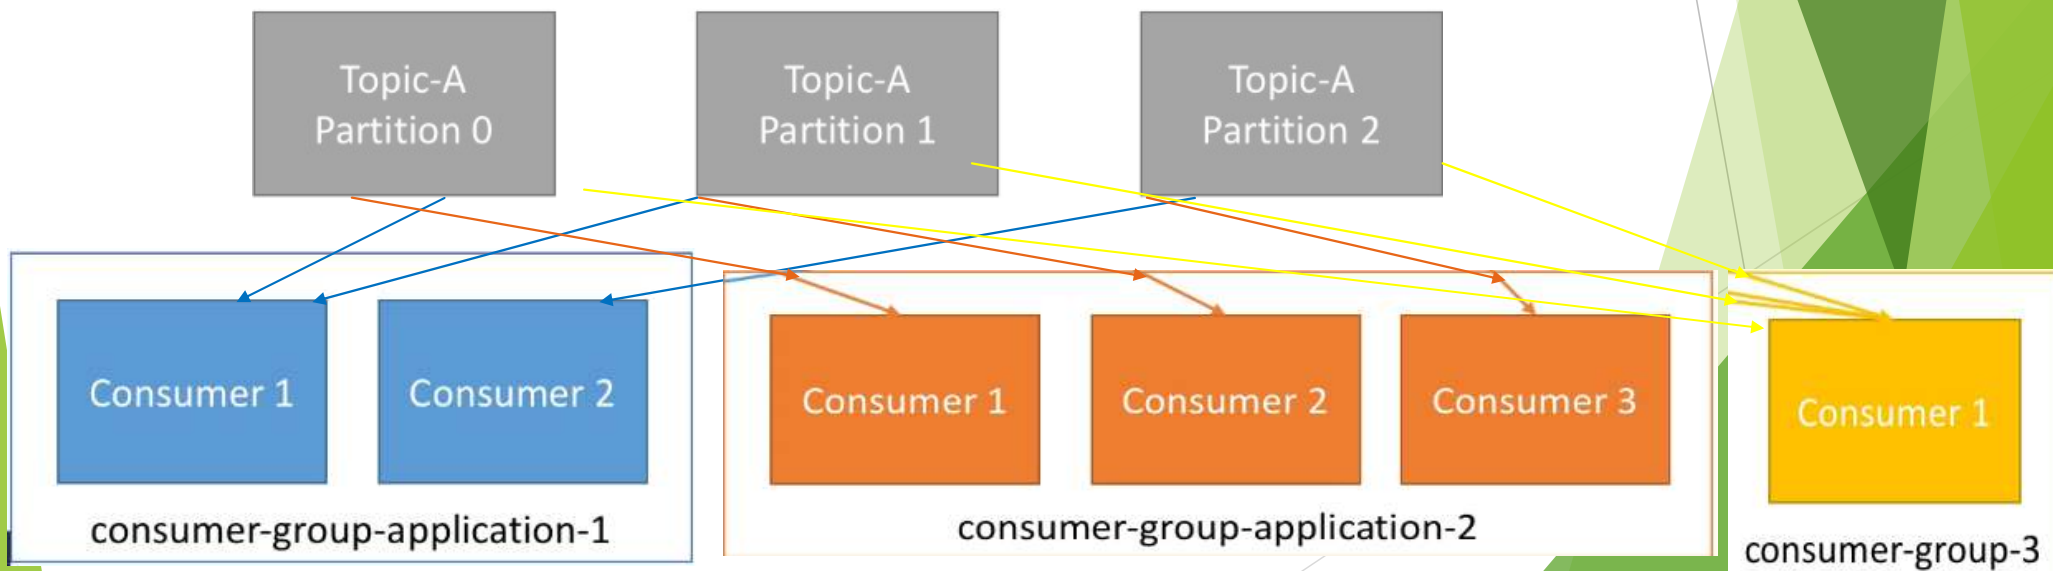 Topic-A
Partition 0
Topic-A
Partition 1
Topic-A
Partition 2
Consumer 1
Consumer 2
consumer-group-application-1
Consumer 1
Consumer 2
Consumer 3
consumer-group-application-2
Consumer 1
consumer-group-3